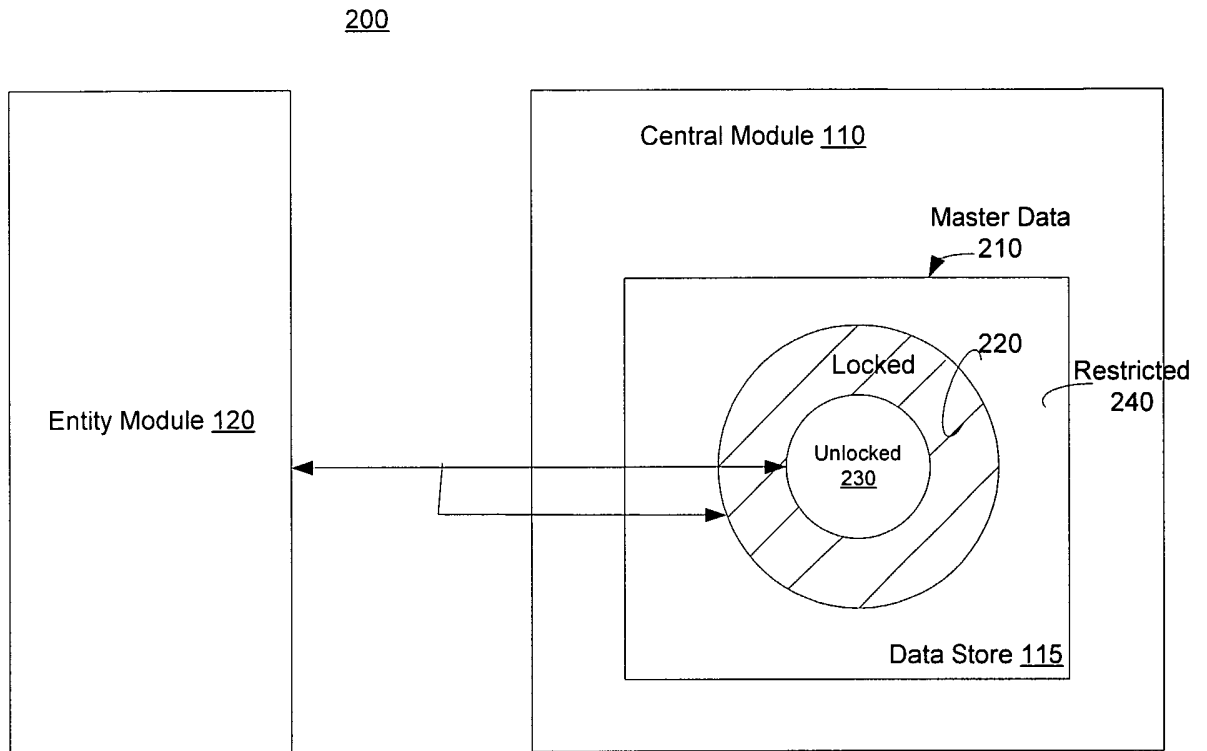 200
Central Module 110
Master Data
210
Locked
220
Restricted
240
Entity Module 120
Unlocked
230
Data Store 115